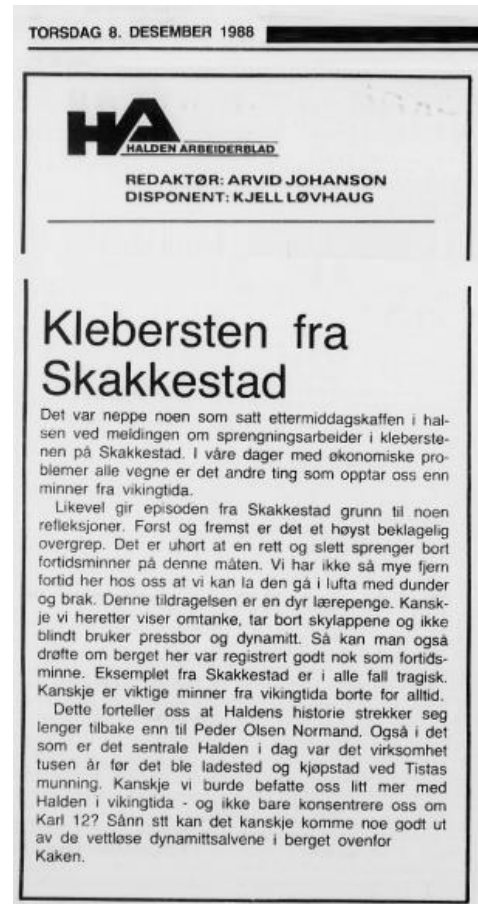 TORSDAG 8. DESEMBER 1988
HA
HALDEN ARBEIDERBLAD
REDAKTØR: ARVID JOHANSON
DISPONENT: KJELL LØVHAUG
Klebersten fra
Skakkestad
Det var neppe noen som satt ettermiddagskaffen i hal-
sen ved meldingen om sprengningsarbeider i kleberste-
nen på Skakkestad. I våre dager med økonomiske pro-
blemer alle vegne er det andre ting som opptar oss enn
minner fra vikingtida.
Likevel gir episoden fra Skakkestad grunn til noen
refleksjoner. Først og fremst er det et høyst beklagelig
overgrep. Det er uhørt at en rett og slett sprenger bort
fortidsminner på denne måten. Vi har ikke så mye fjern
fortid her hos oss at vi kan la den gå i lufta med dunder
og brak. Denne tildragelsen er en dyr lærepenge. Kansk-
je vi heretter viser omtanke, tar bort skylappene og ikke
blindt bruker pressbor og dynamitt. Så kan man også
drøfte om berget her var registrert godt nok som fortids-
minne. Eksemplet fra Skakkestad er i alle fall tragisk.
Kanskje er viktige minner fra vikingtida borte for alltid.
Dette forteller oss at Haldens historie strekker seg
lenger tilbake enn til Peder Olsen Normand. Også i det
som er det sentrale Halden i dag var det virksomhet
tusen år før det ble ladested og kjøpstad ved Tistas
munning. Kanskje vi burde befatte oss litt mer med
Halden i vikingtida - og ikke bare konsentrere oss om
Karl 12? Sånn stt kan det kanskje komme noe godt ut
av de vettløse dynamittsalvene i berget ovenfor
Kaken.